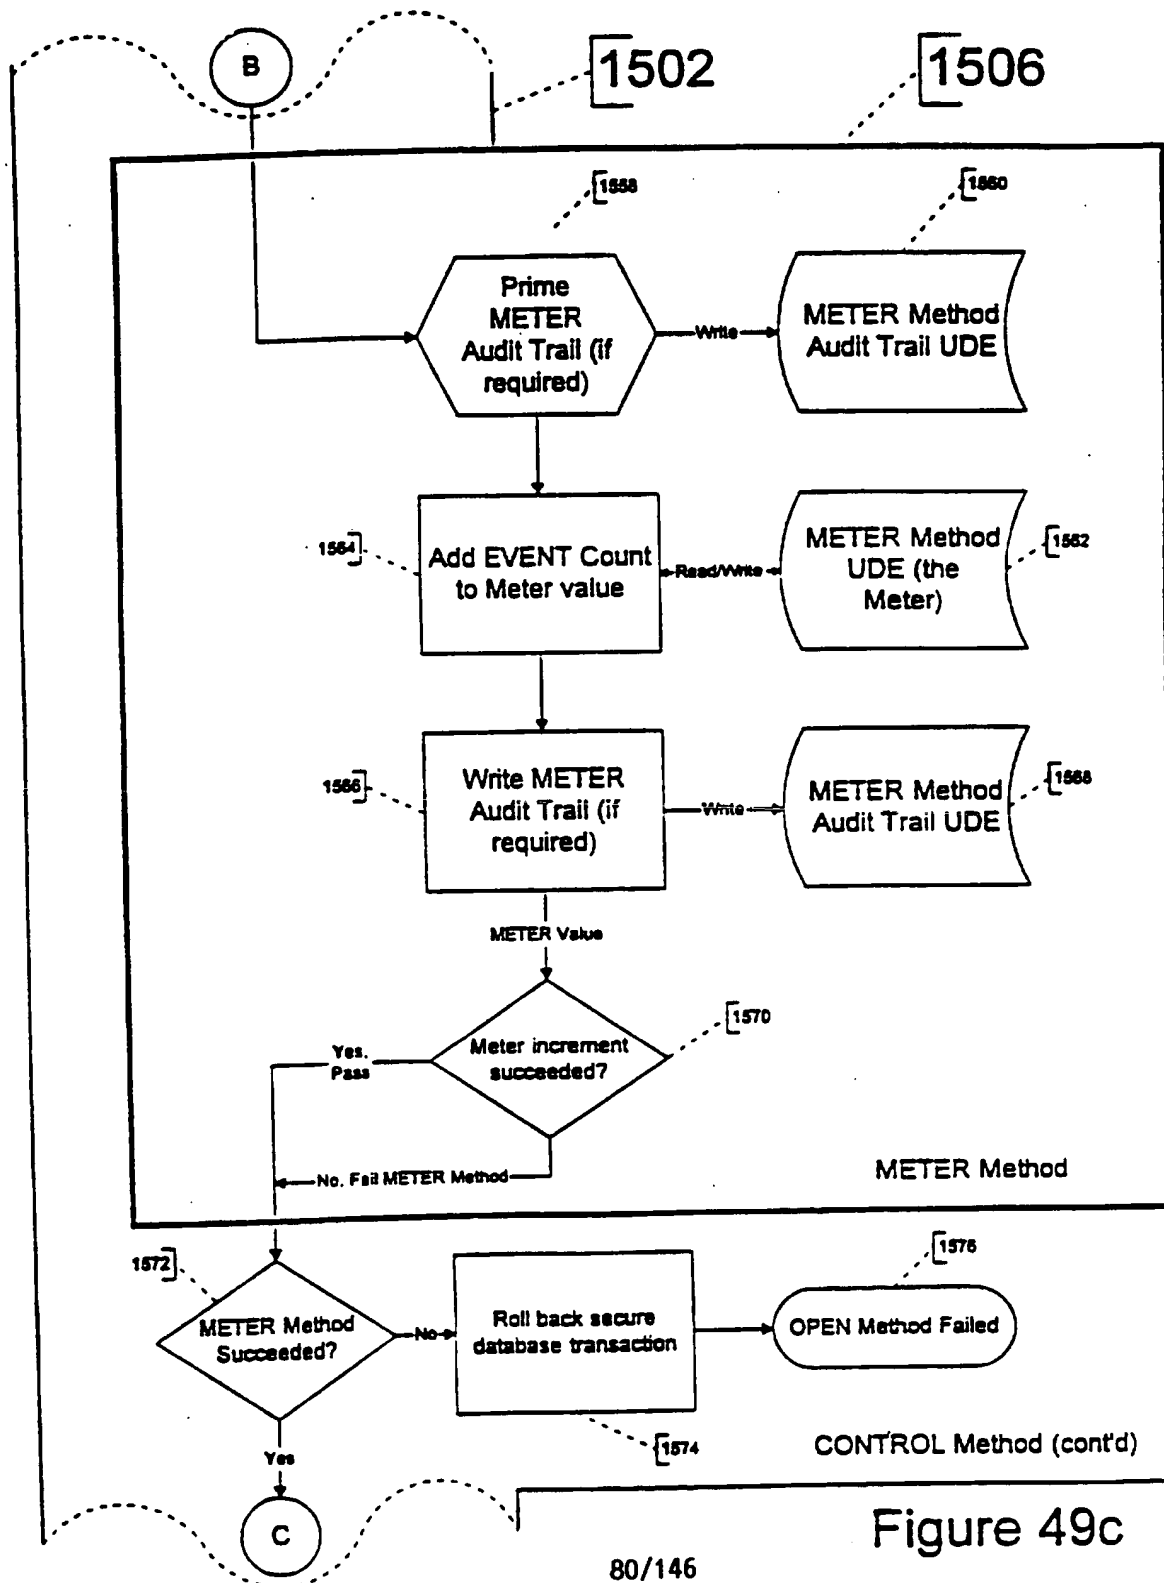 B
1502
1506
1558
1560
Prime
METER
Audit Trail (if
required)
Write
METER Method
Audit Trail UDE
1564
Add EVENT Count
to Meter value
Read/Write
METER Method
UDE (the
Meter)
1562
1566
Write METER
Audit Trail (if
required)
Write
METER Method
Audit Trail UDE
1568
METER Value
1570
Meter increment
succeeded?
Yes,
Pass
No, Fail METER Method
METER Method
1572
METER Method
Succeeded?
No
Roll back secure
database transaction
1576
OPEN Method Failed
1574
Yes
CONTROL Method (cont'd)
C
Figure 49c
80/146